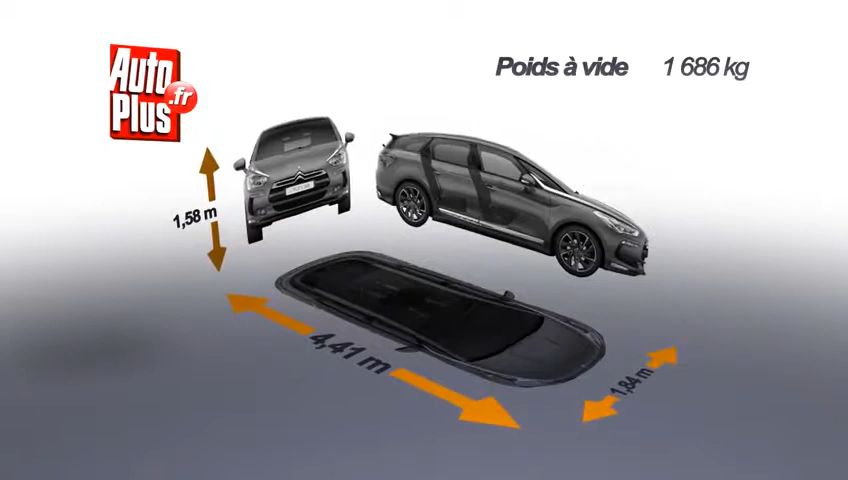 Auto
Plus
.fr
Poids à vide 1 686 kg
1,58 m
4,41 m
1,84 m